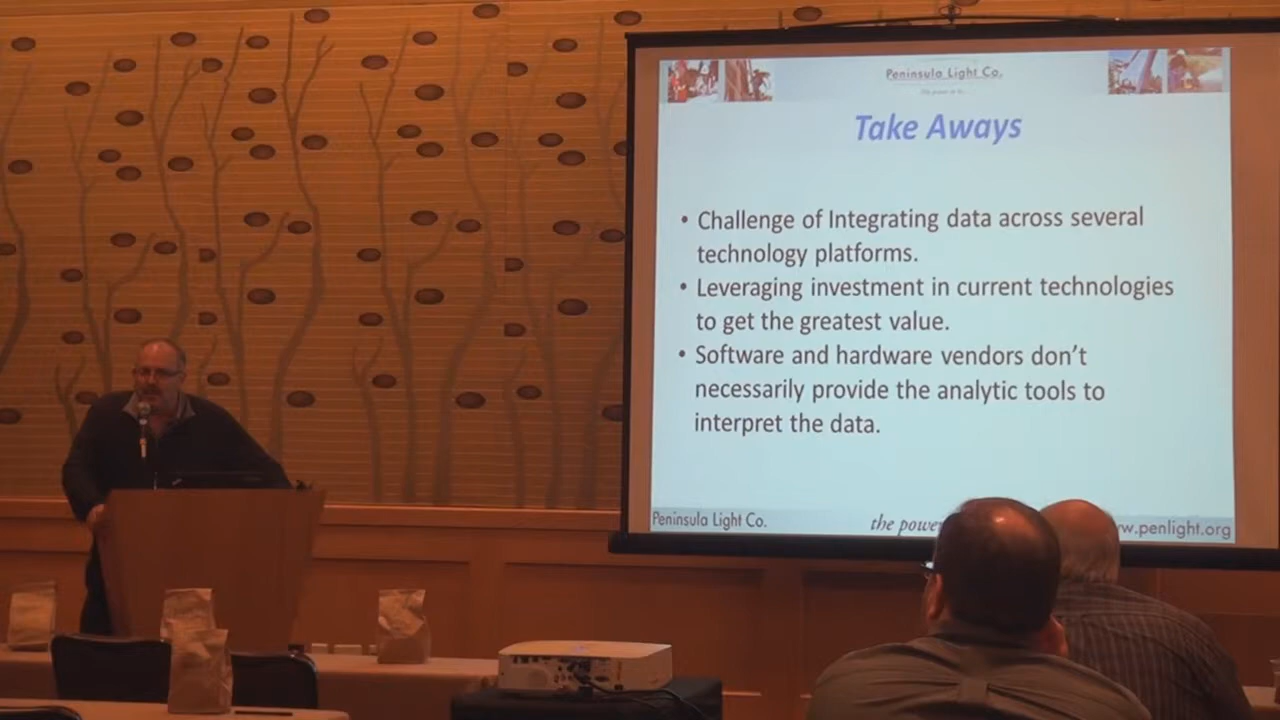 Peninsula Light Co.
Take Aways
• Challenge of Integrating data across several
technology platforms.
• Leveraging investment in current technologies
to get the greatest value.
• Software and hardware vendors don't
necessarily provide the analytic tools to
interpret the data.
Peninsula Light Co.
the power
w.penlight.org